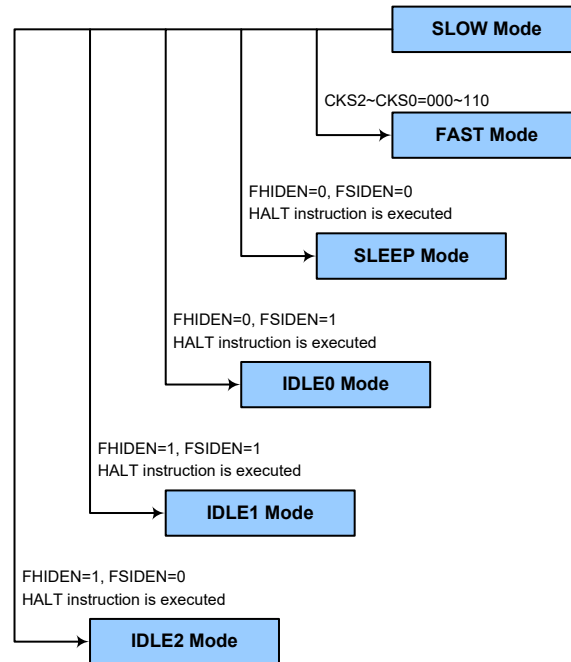 SLOW Mode
CKS2~CKS0=000~110
FAST Mode
FHIDEN=0, FSIDEN=0
HALT instruction is executed
SLEEP Mode
FHIDEN=0, FSIDEN=1
HALT instruction is executed
IDLE0 Mode
FHIDEN=1, FSIDEN=1
HALT instruction is executed
IDLE1 Mode
FHIDEN=1, FSIDEN=0
HALT instruction is executed
IDLE2 Mode